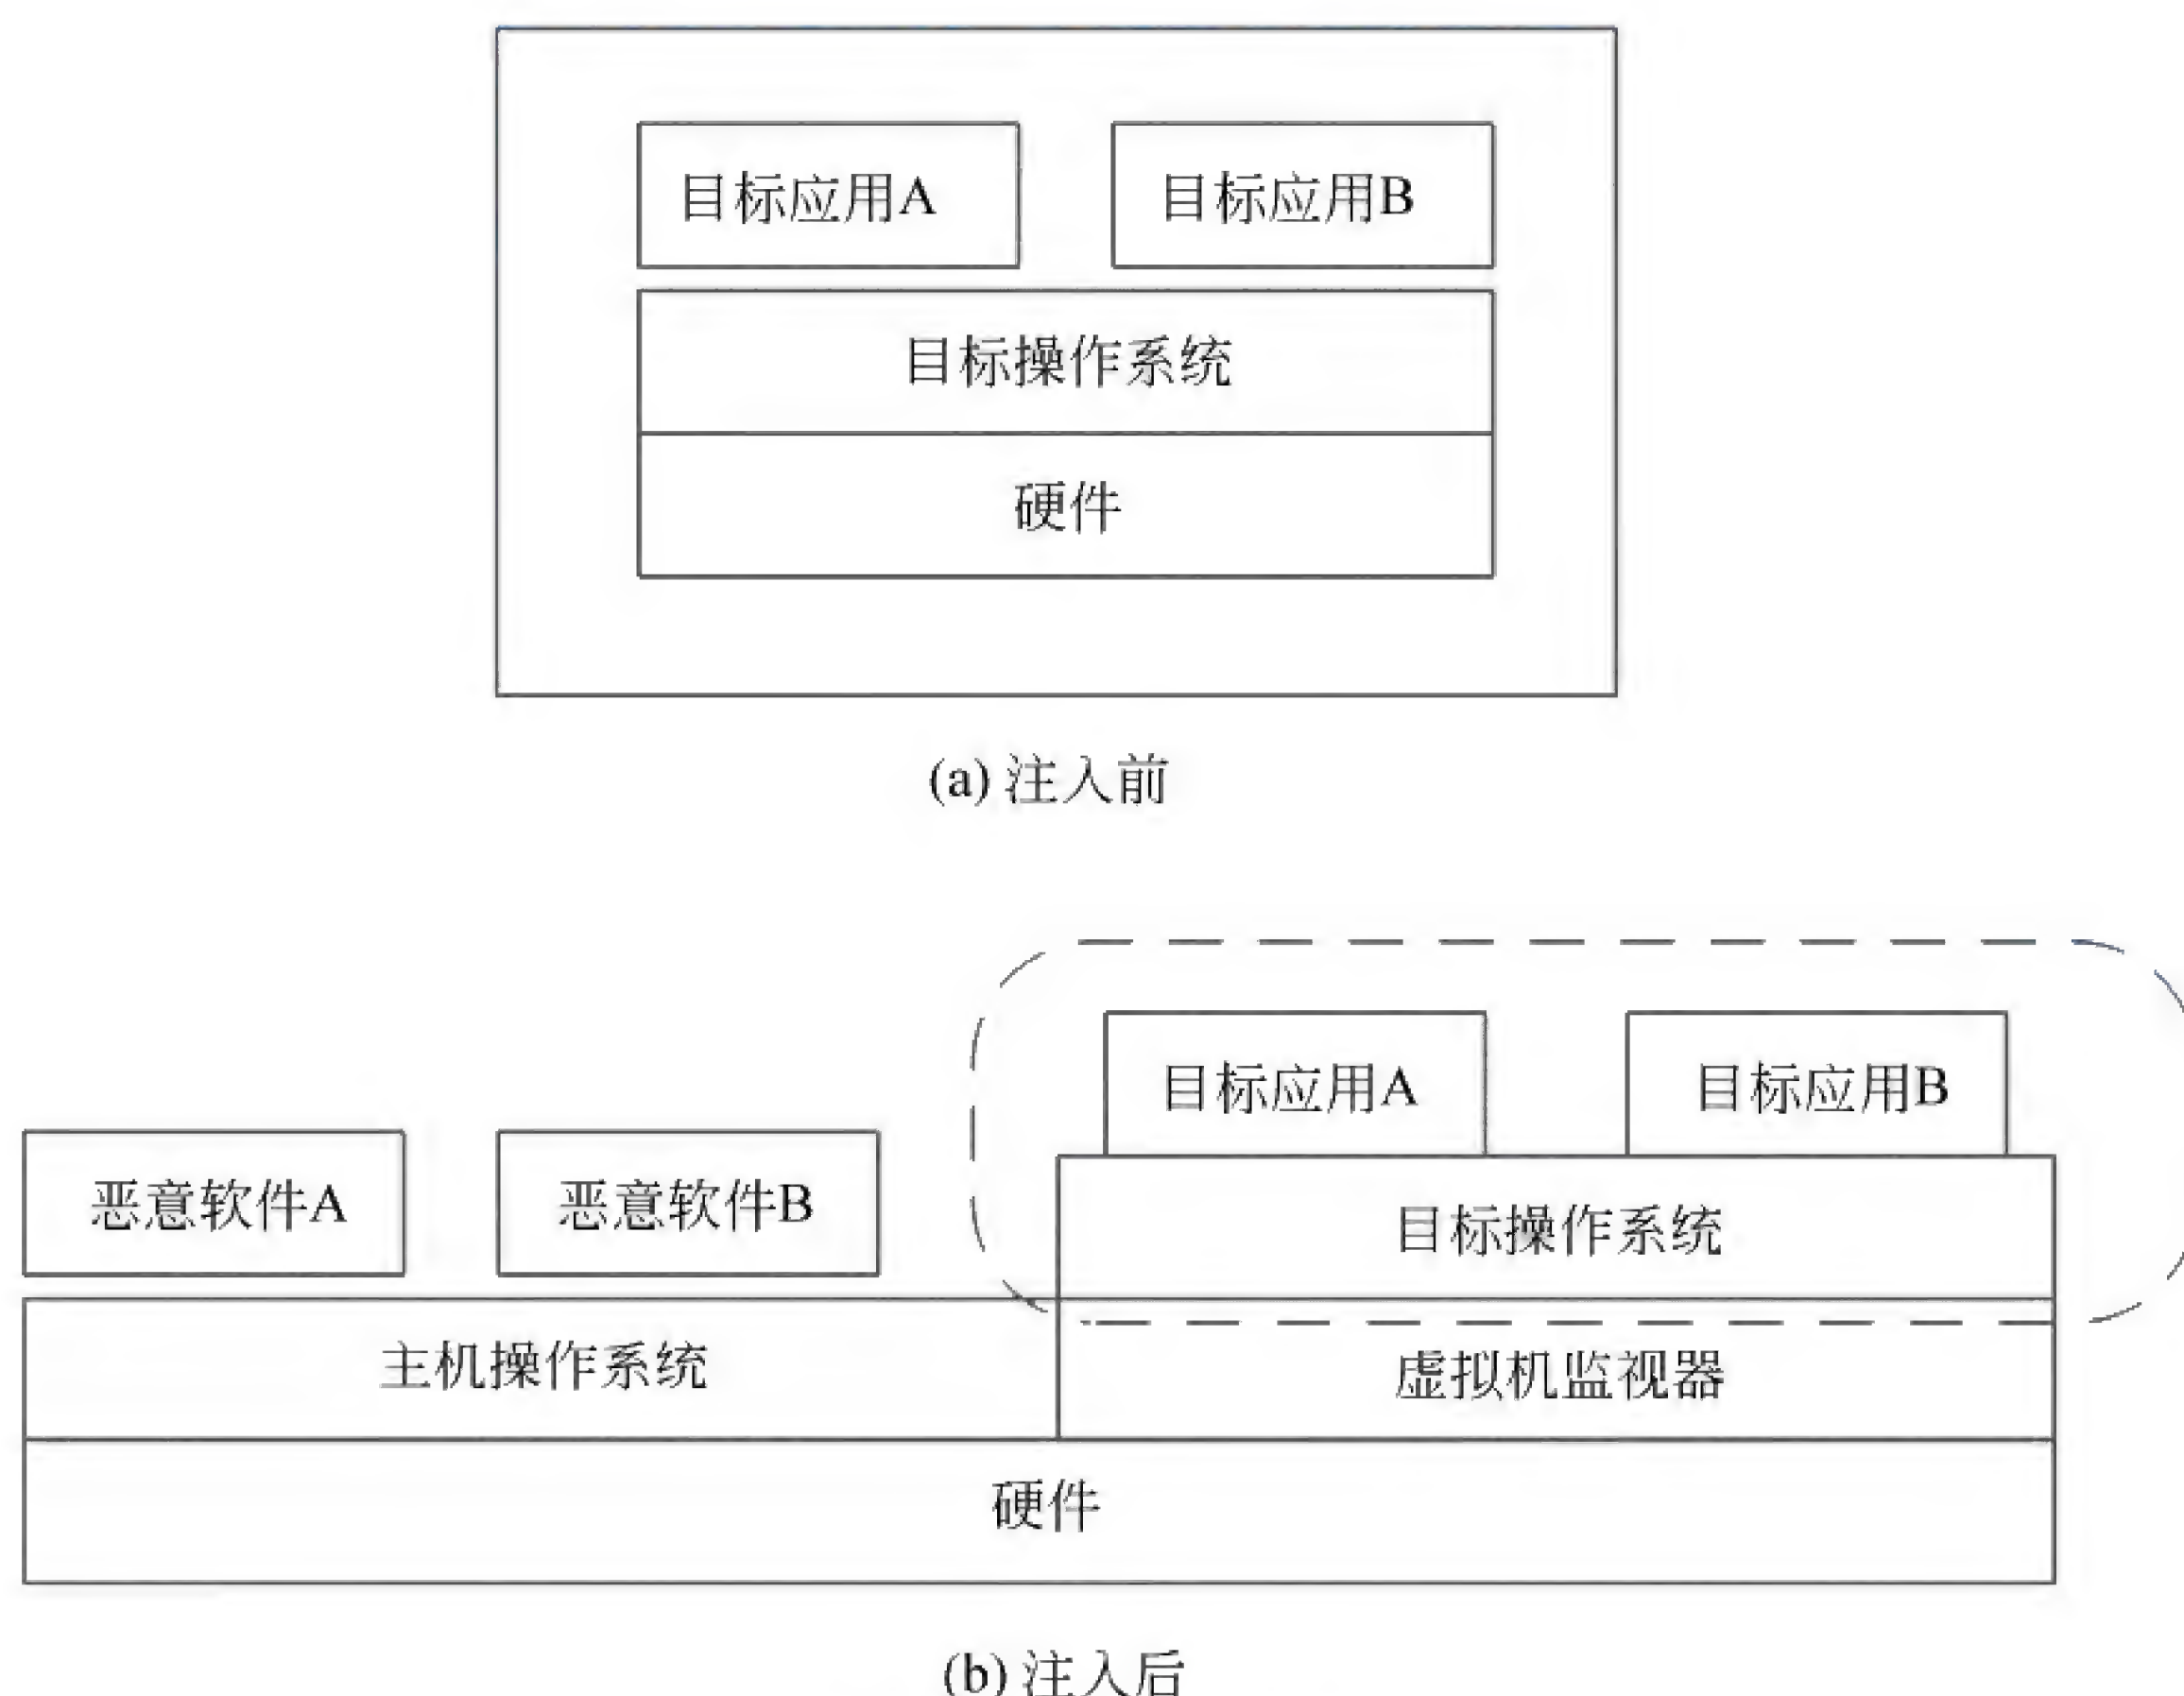 目标应用A 目标应用B
目标操作系统
硬件
(a) 注入前
目标应用A 目标应用B
恶意软件A 恶意软件B
目标操作系统
主机操作系统 虚拟机监视器
硬件
(b) 注入后